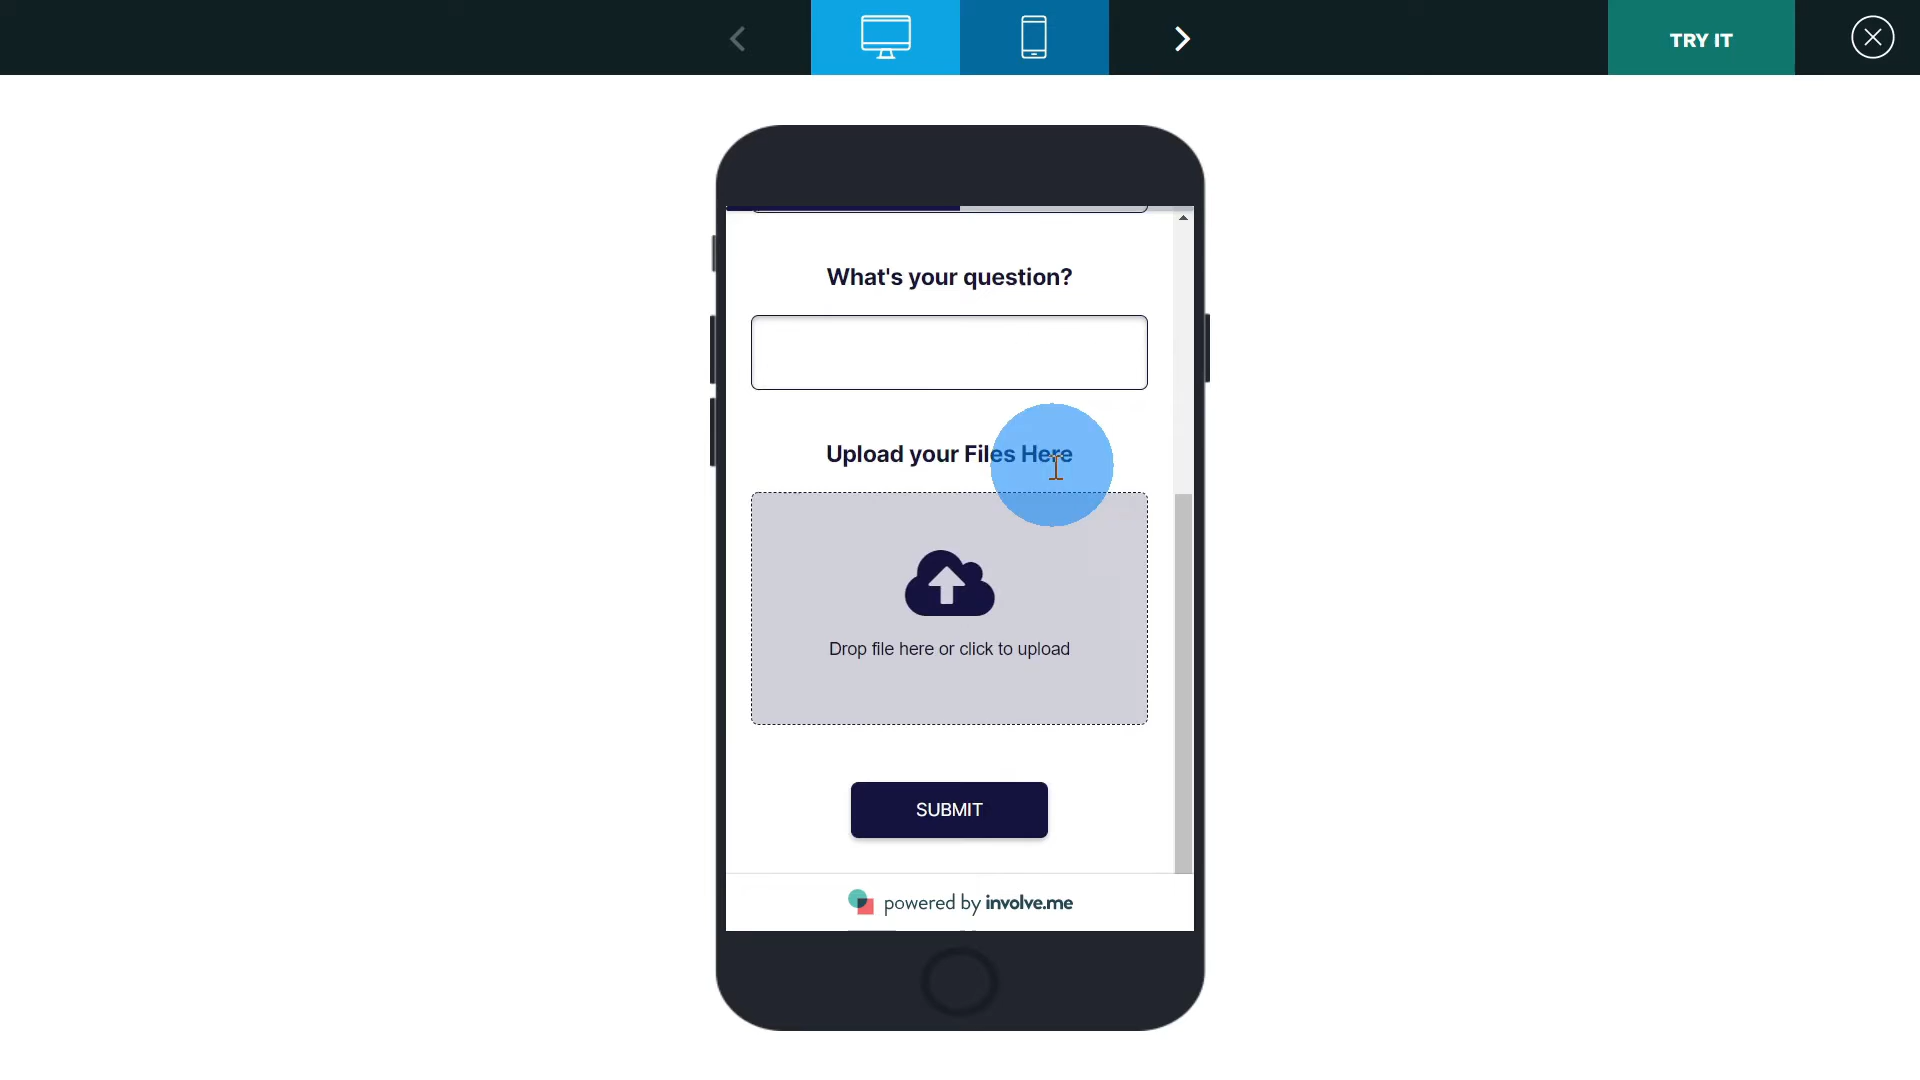 TRY IT
What's your question?
Upload your Files Here
Drop file here or click to upload
SUBMIT
powered by involve.me